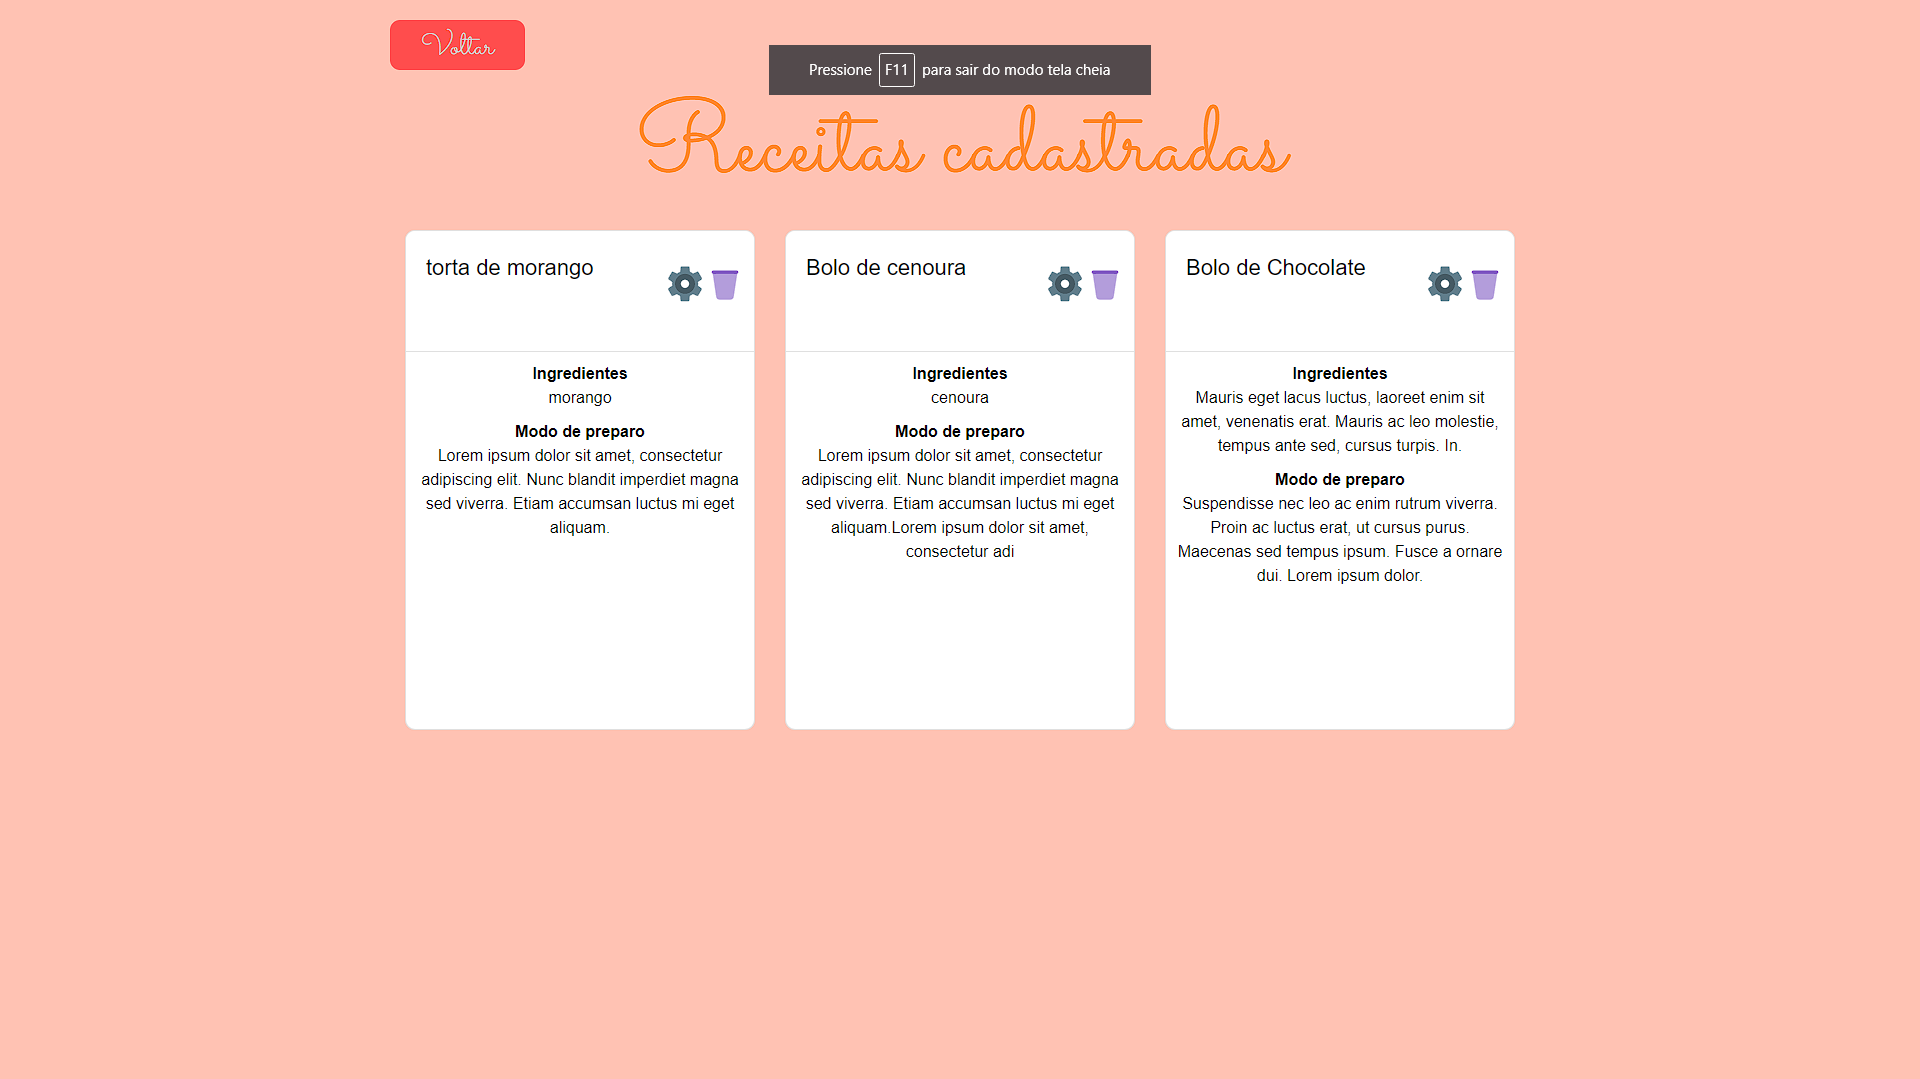 Voltar
Pressione F11 para sair do modo tela cheia
Receitas cadastradas
torta de morango
Ingredientes
morango
Modo de preparo
Lorem ipsum dolor sit amet, consectetur
adipiscing elit. Nunc blandit imperdiet magna
sed viverra. Etiam accumsan luctus mi eget
aliquam.
Bolo de cenoura
Ingredientes
cenoura
Modo de preparo
Lorem ipsum dolor sit amet, consectetur
adipiscing elit. Nunc blandit imperdiet magna
sed viverra. Etiam accumsan luctus mi eget
aliquam.Lorem ipsum dolor sit amet,
consectetur adi
Bolo de Chocolate
Ingredientes
Mauris eget lacus luctus, laoreet enim sit
amet, venenatis erat. Mauris ac leo molestie,
tempus ante sed, cursus turpis. In.
Modo de preparo
Suspendisse nec leo ac enim rutrum viverra.
Proin ac luctus erat, ut cursus purus.
Maecenas sed tempus ipsum. Fusce a ornare
dui. Lorem ipsum dolor.